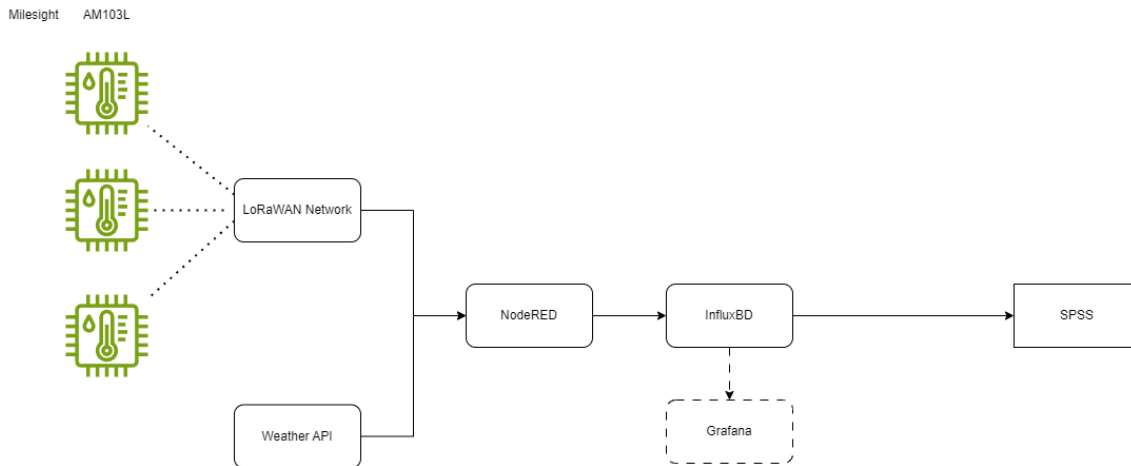 Milesight AM103L
LoRaWAN Network
NodeRED
InfluxBD
SPSS
Grafana
Weather API